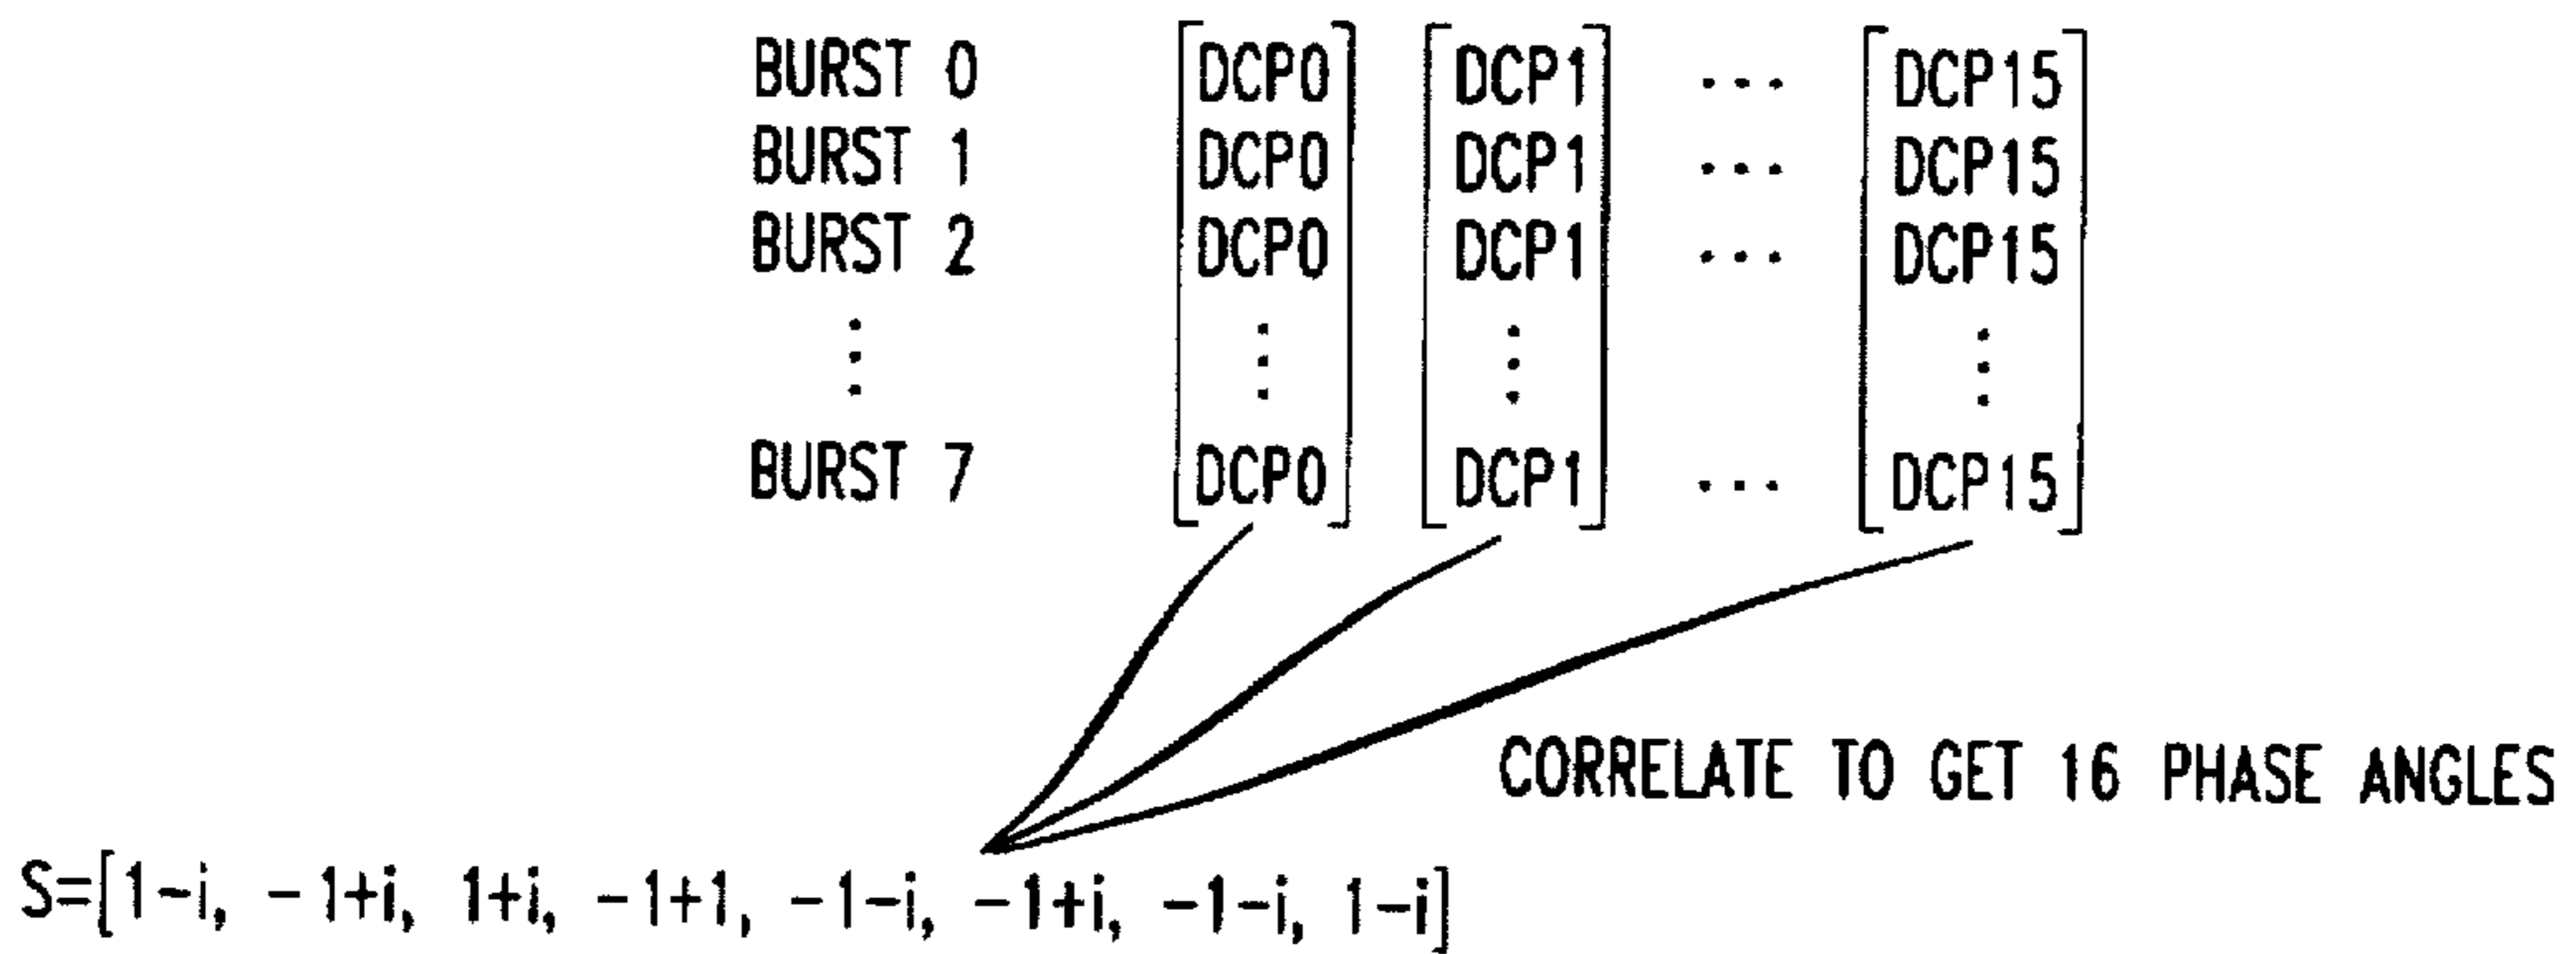 BURST 0 [DCP0] [DCP1] ... [DCP15]
BURST 1 [DCP0] [DCP1] ... [DCP15]
BURST 2 [DCP0] [DCP1] ... [DCP15]
BURST 7 [DCP0] [DCP1] ... [DCP15]
CORRELATE TO GET 16 PHASE ANGLES
S=[1-i, -1+i, 1+i, -1+1, -1-i, -1+i, -1-i, 1-i]